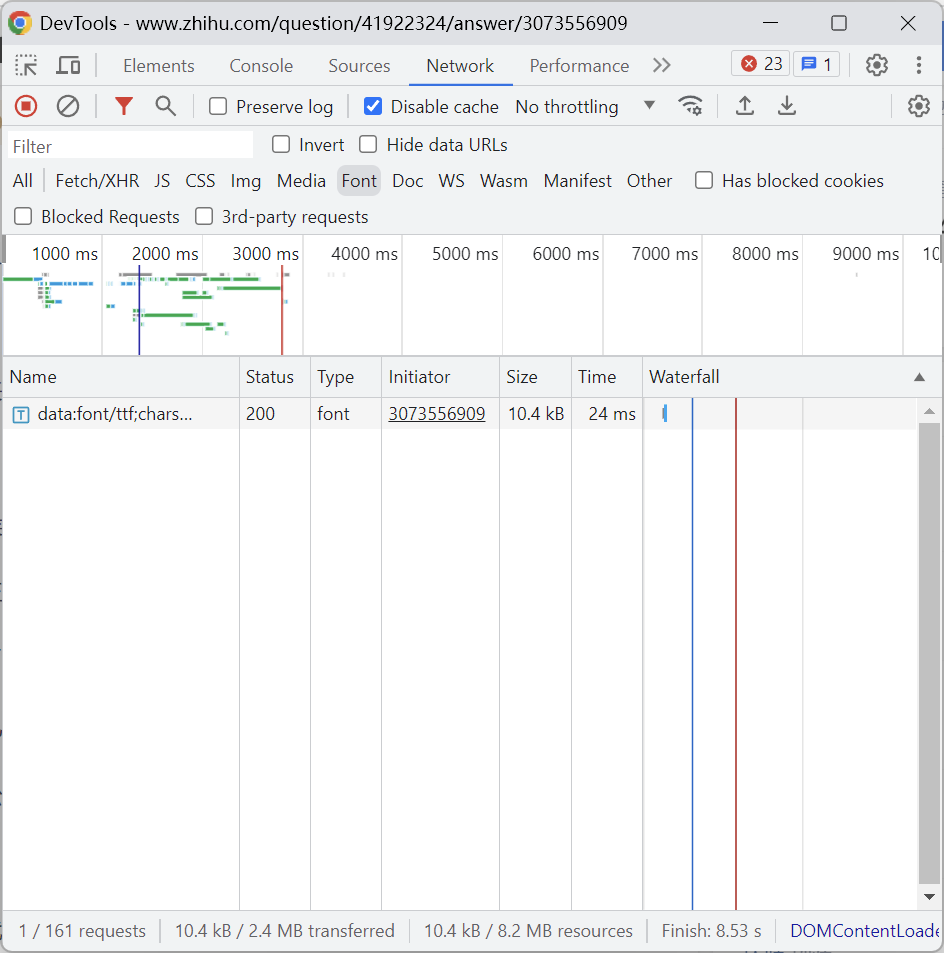 DevTools - www.zhihu.com/question/41922324/answer/3073556909
Elements Console Sources Network Performance 23 1
Preserve log Disable cache No throttling
Filter Invert Hide data URLs
All Fetch/XHR JS CSS Img Media Font Doc WS Wasm Manifest Other Has blocked cookies
Blocked Requests 3rd-party requests
1000 ms 2000 ms 3000 ms 4000 ms 5000 ms 6000 ms 7000 ms 8000 ms 9000 ms 10
Name Status Type Initiator Size Time Waterfall
data:font/ttf;chars... 200 font 3073556909 10.4 kB 24 ms
1 / 161 requests 10.4 kB / 2.4 MB transferred 10.4 kB / 8.2 MB resources Finish: 8.53 s DOMContentLoade